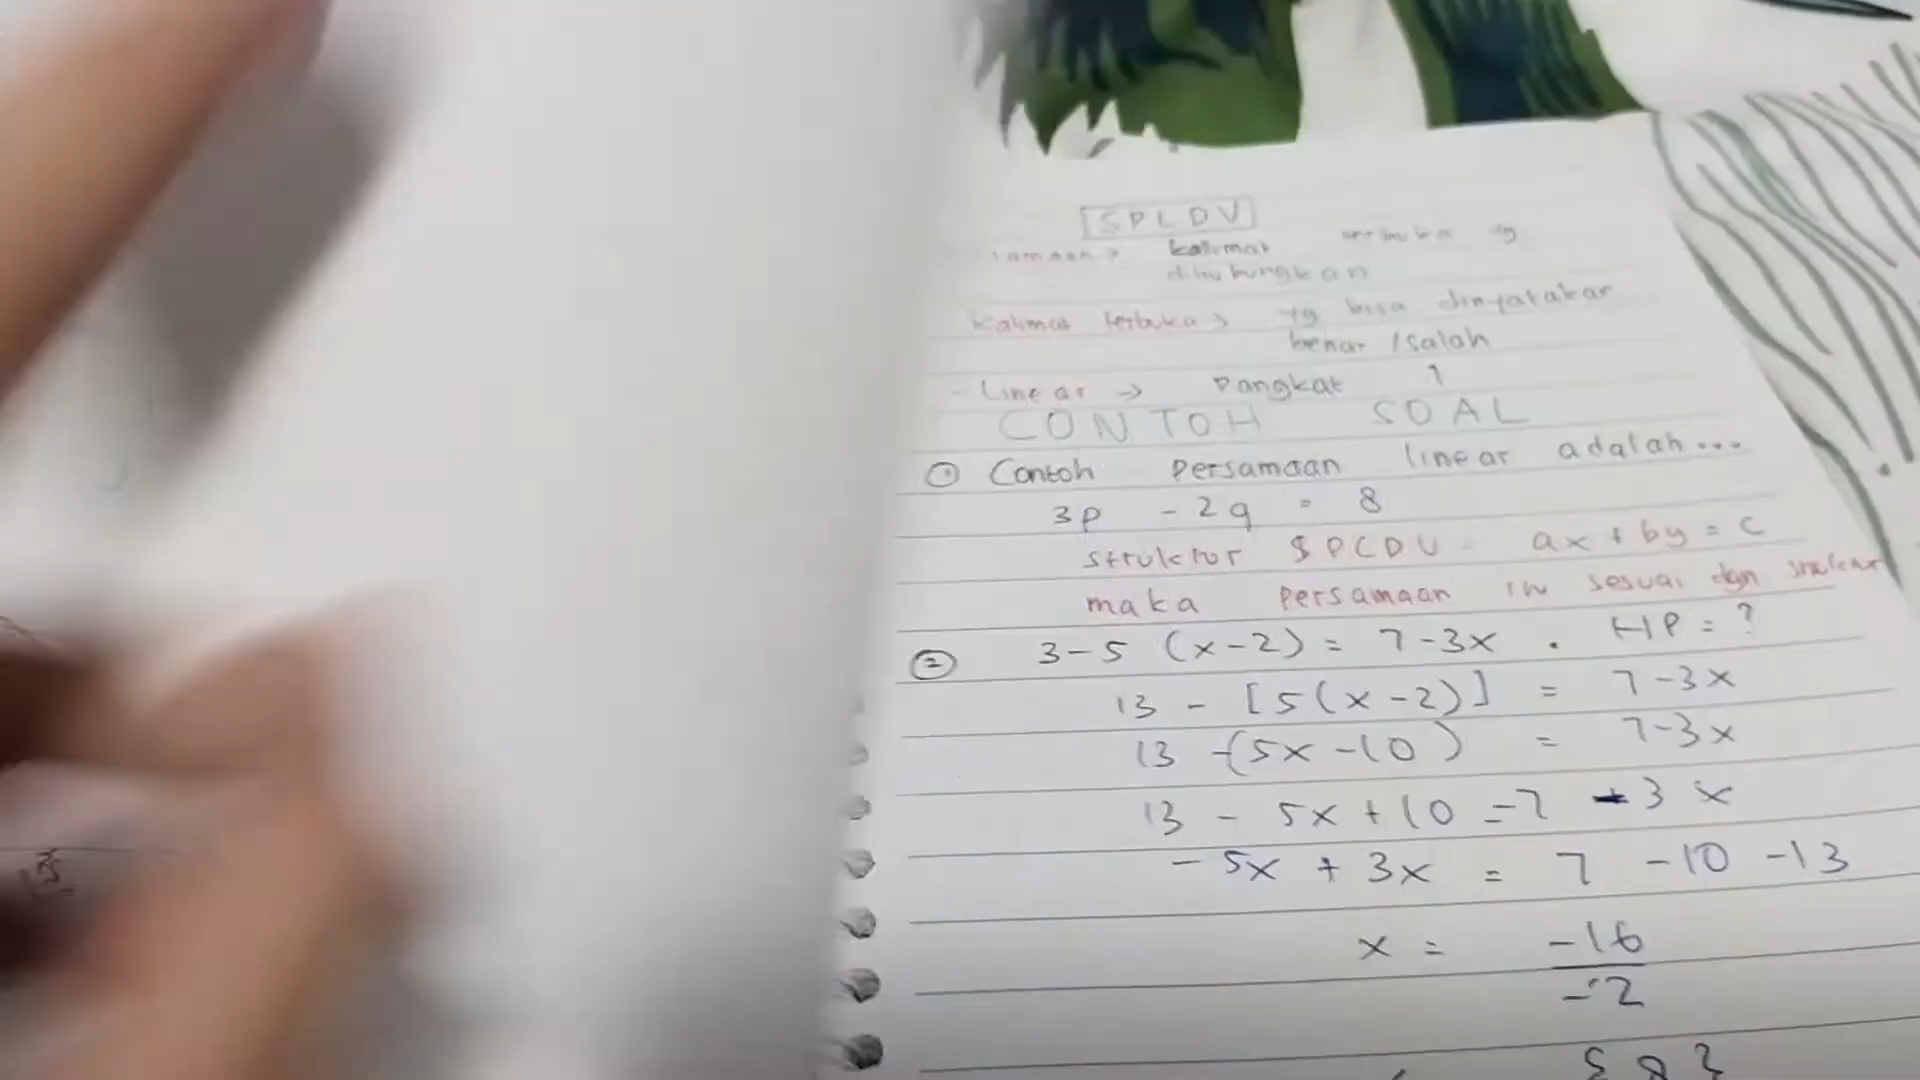 SPLDV
kalimat terbuka yg
dihubungkan
Kalimat terbuka → yg bisa dinyatakan
benar / salah
- Linear → Pangkat 1
CONTOH SOAL
① Contoh Persamaan linear adalah...
3p - 2q = 8
struktur SPLDV ax + by = c
maka Persamaan ini sesuai dgn
② 3-5 (x-2) = 7-3x . HP = ?
13 - [5(x-2)] = 7-3x
13 -(5x-10) = 7-3x
13 - 5x + 10 = 7 - 3x
- 5x + 3x = 7 - 10 - 13
x = -16
-2
{8}